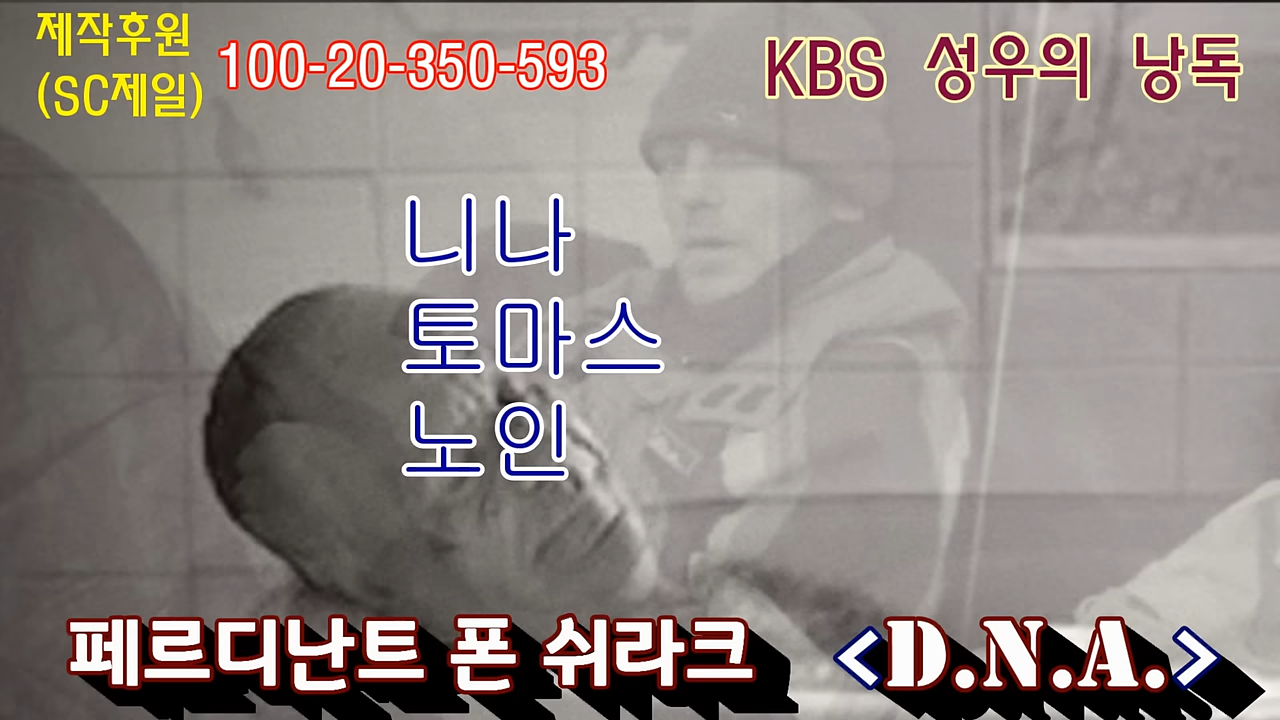 제작후원
(SC제일)
100-20-350-593
KBS 성우의 낭독
니나
토마스
노인
페르디난트 폰 쉬라크 <D.N.A.>